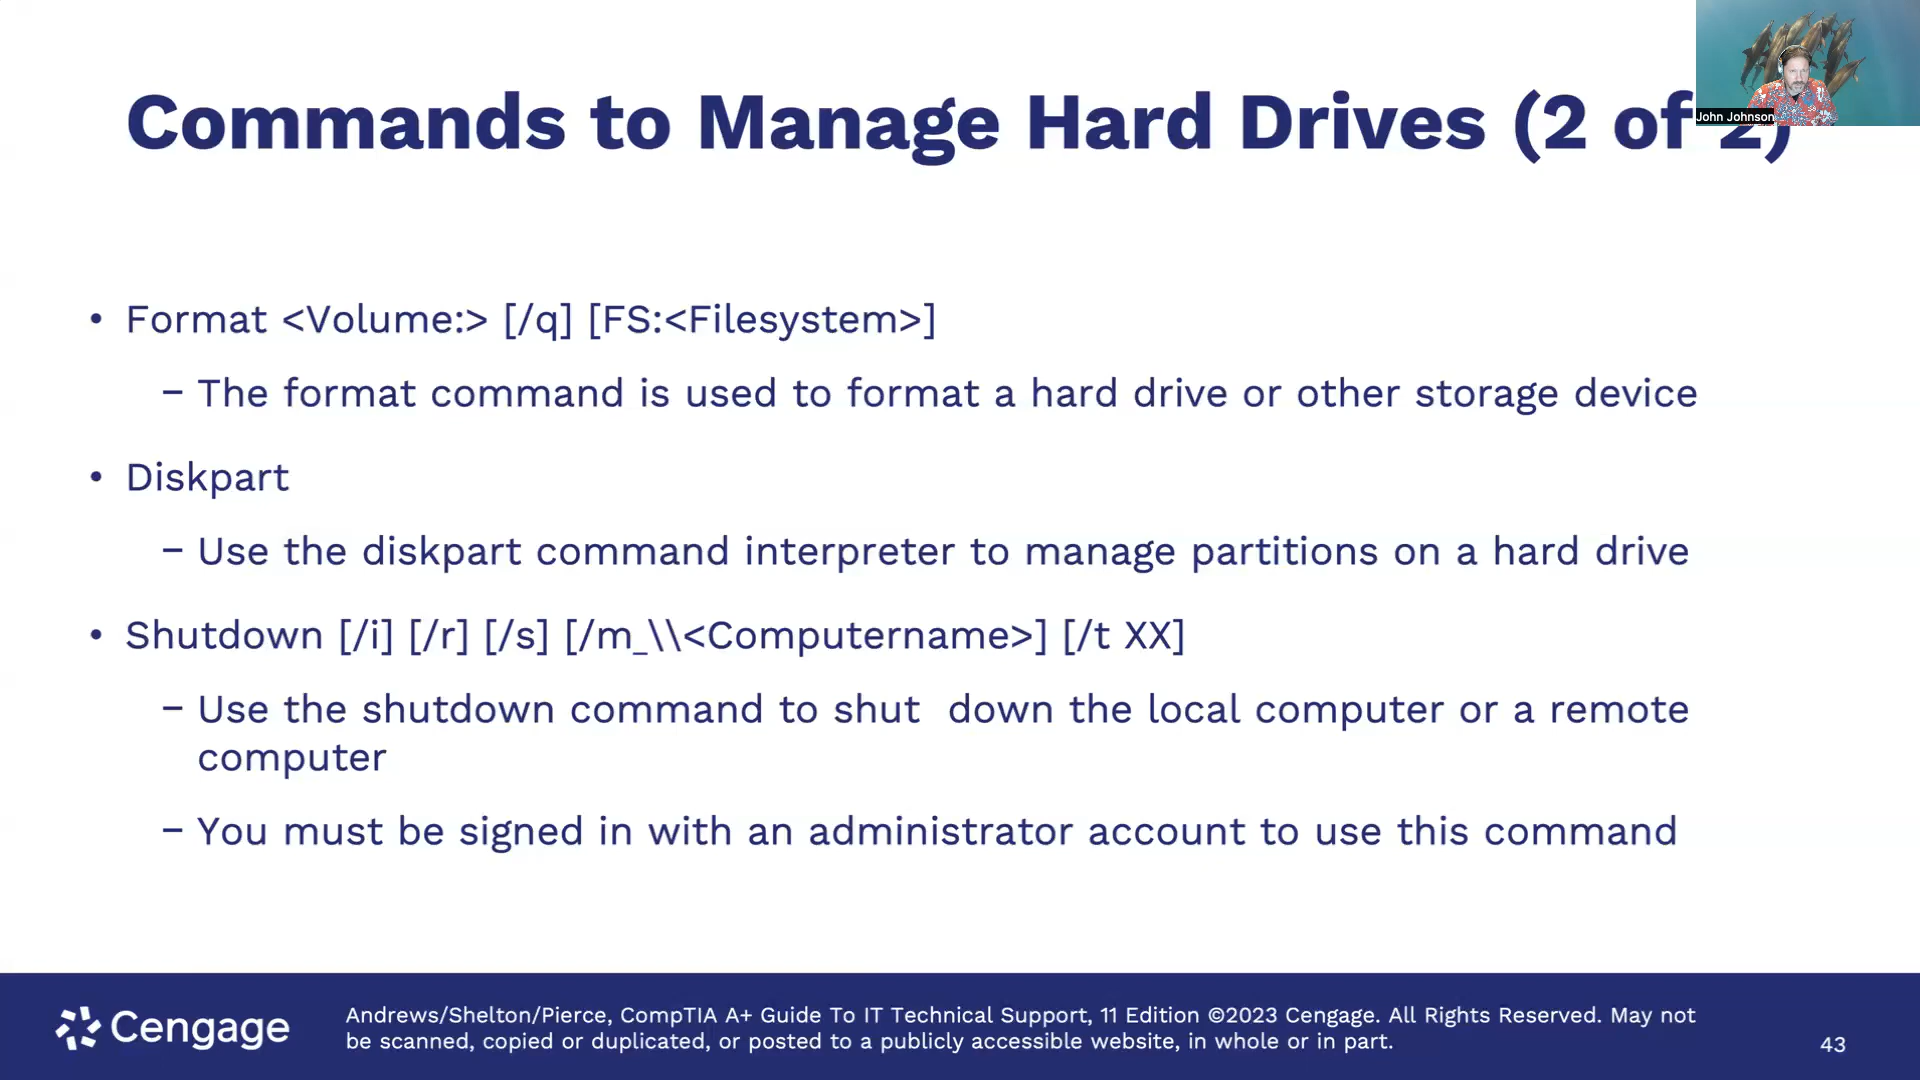 Commands to Manage Hard Drives (2 of 2)
John Johnson
• Format <Volume:> [/q] [FS:<Filesystem>]
– The format command is used to format a hard drive or other storage device
• Diskpart
– Use the diskpart command interpreter to manage partitions on a hard drive
• Shutdown [/i] [/r] [/s] [/m_\\<Computername>] [/t XX]
– Use the shutdown command to shut  down the local computer or a remote
computer
– You must be signed in with an administrator account to use this command
Cengage
Andrews/Shelton/Pierce, CompTIA A+ Guide To IT Technical Support, 11 Edition ©2023 Cengage. All Rights Reserved. May not
be scanned, copied or duplicated, or posted to a publicly accessible website, in whole or in part.
43